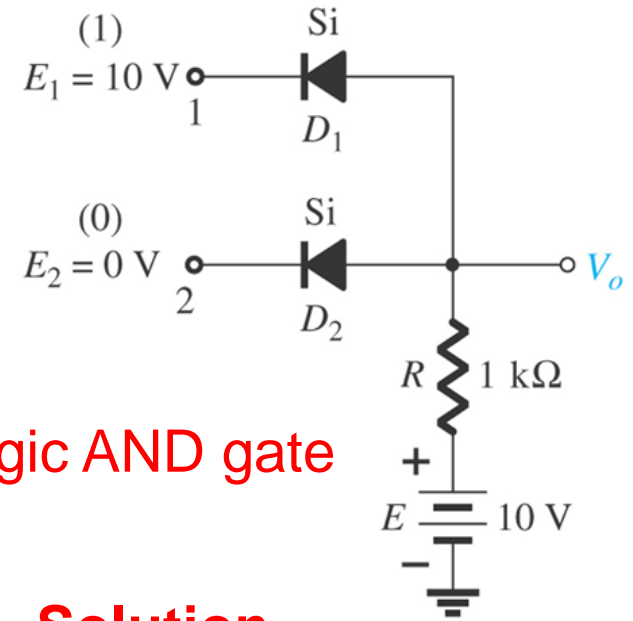 (1)
Si
E₁ = 10 V
1
D₁
(0)
Si
E₂ = 0 V
2
D₂
Vₒ
R
1 kΩ
gic AND gate
+
E
10 V
−
Solution